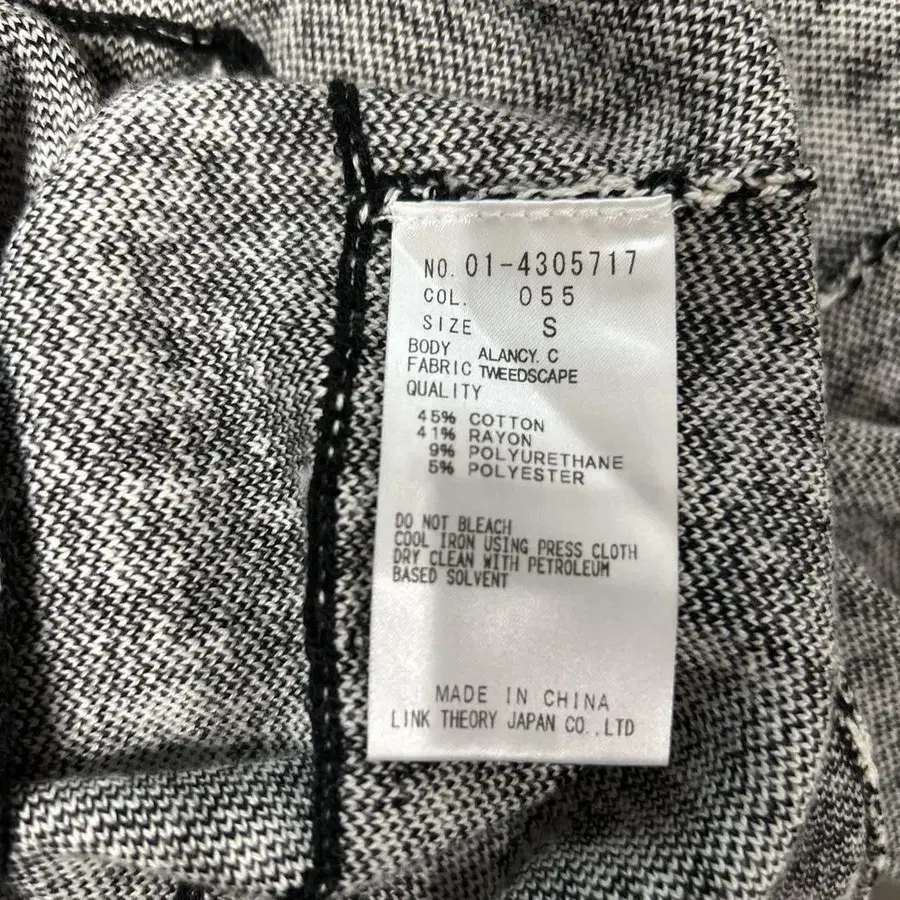 NO. 01-4305717
COL. 055
SIZE S
BODY ALANCY. C
FABRIC TWEEDSCAPE
QUALITY
45% COTTON
41% RAYON
9% POLYURETHANE
5% POLYESTER
DO NOT BLEACH
COOL IRON USING PRESS CLOTH
DRY CLEAN WITH PETROLEUM
BASED SOLVENT
MADE IN CHINA
LINK THEORY JAPAN CO.,LTD